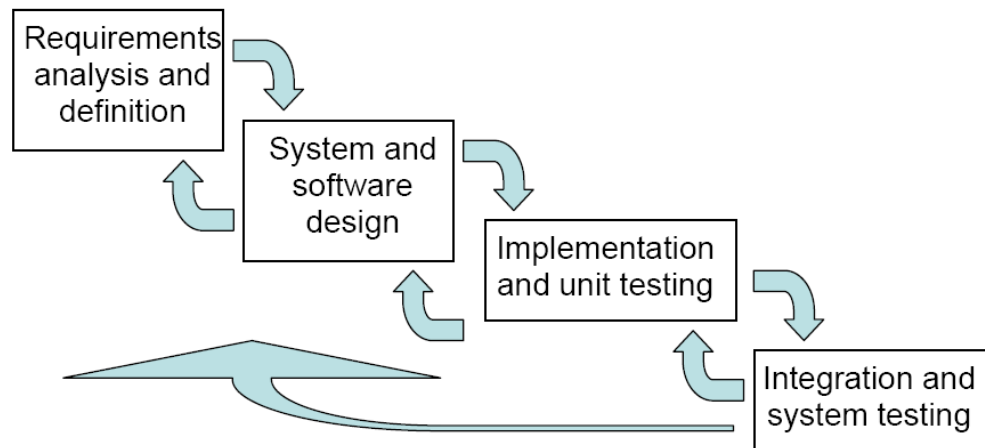 Requirements
analysis and
definition
System and
software
design
Implementation
and unit testing
Integration and
system testing